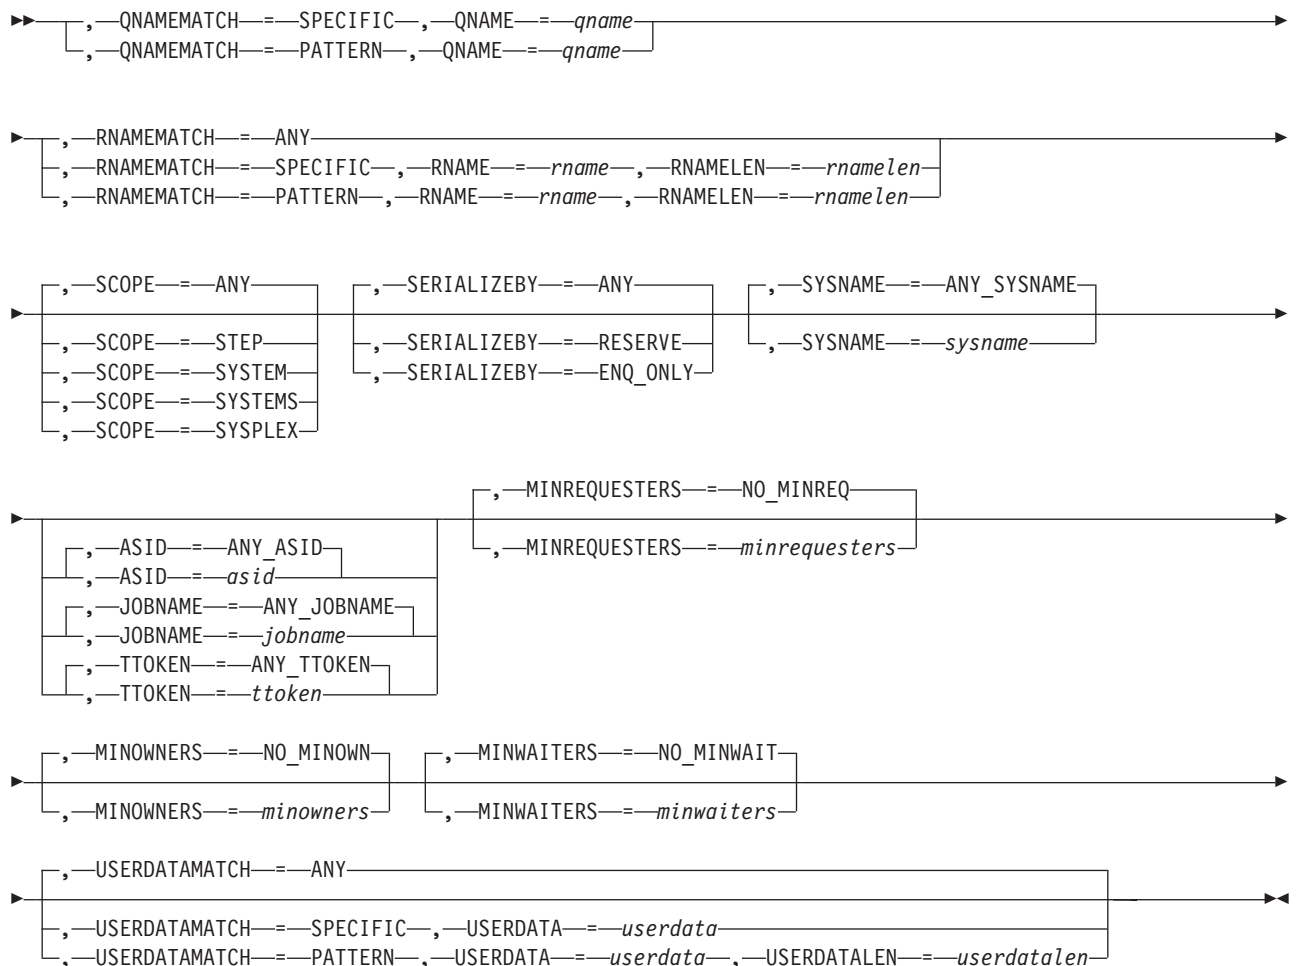 ,—QNAMEMATCH—=—SPECIFIC—,—QNAME—=—qname
,—QNAMEMATCH—=—PATTERN—,—QNAME—=—qname
,—RNAMEMATCH—=—ANY
,—RNAMEMATCH—=—SPECIFIC—,—RNAME—=—rname—,—RNAMELEN—=—rnamelen
,—RNAMEMATCH—=—PATTERN—,—RNAME—=—rname—,—RNAMELEN—=—rnamelen
,—SCOPE—=—ANY ,—SERIALIZEBY—=—ANY ,—SYSNAME—=—ANY_SYSNAME
,—SCOPE—=—STEP ,—SERIALIZEBY—=—RESERVE ,—SYSNAME—=—sysname
,—SCOPE—=—SYSTEM ,—SERIALIZEBY—=—ENQ_ONLY
,—SCOPE—=—SYSTEMS
,—SCOPE—=—SYSPLEX
,—MINREQUESTERS—=—NO_MINREQ
,—ASID—=—ANY_ASID ,—MINREQUESTERS—=—minrequesters
,—ASID—=—asid
,—JOBNAME—=—ANY_JOBNAME
,—JOBNAME—=—jobname
,—TTOKEN—=—ANY_TTOKEN
,—TTOKEN—=—ttoken
,—MINOWNERS—=—NO_MINOWN ,—MINWAITERS—=—NO_MINWAIT
,—MINOWNERS—=—minowners ,—MINWAITERS—=—minwaiters
,—USERDATAMATCH—=—ANY
,—USERDATAMATCH—=—SPECIFIC—,—USERDATA—=—userdata
,—USERDATAMATCH—=—PATTERN—,—USERDATA—=—userdata—,—USERDATALEN—=—userdatalen